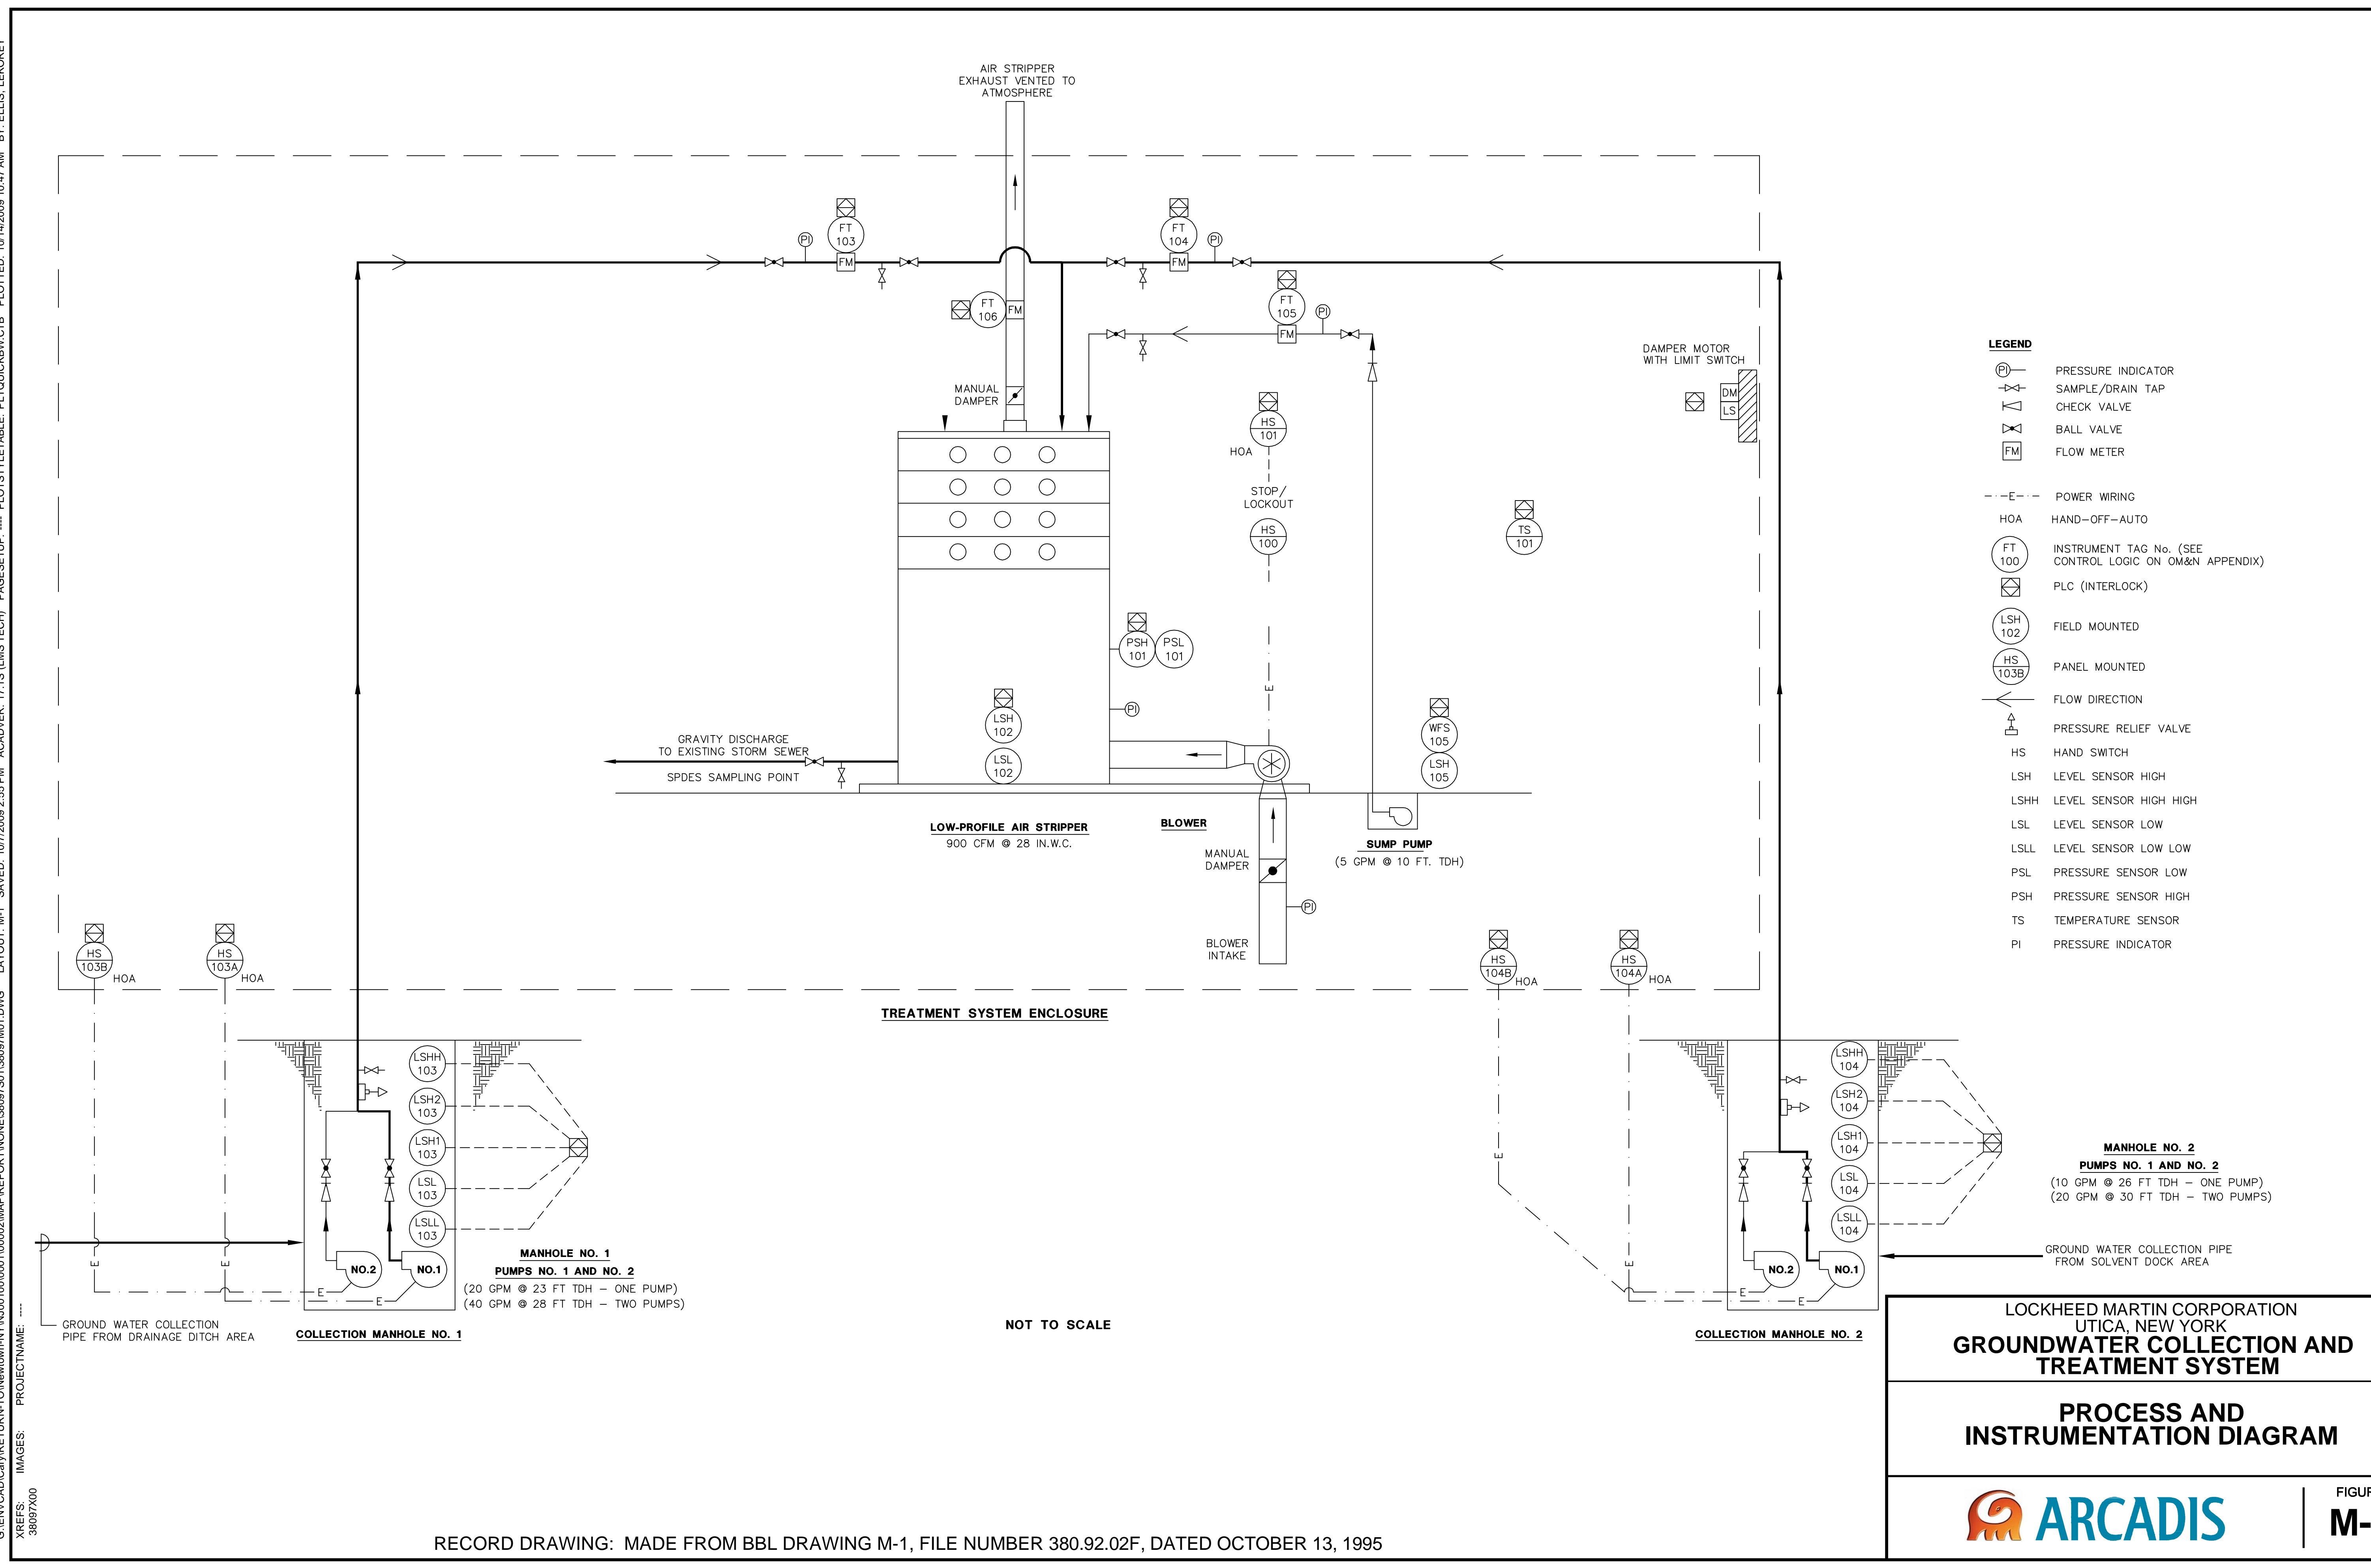 AIR STRIPPER
EXHAUST VENTED TO
ATMOSPHERE
FT
103
FM
PI
FT
104
FM
PI
FT
106
FM
FT
105
FM
PI
MANUAL
DAMPER
DAMPER MOTOR
WITH LIMIT SWITCH
DM
LS
HS
101
HOA
STOP/
LOCKOUT
HS
100
TS
101
PSH
101
PSL
101
PI
E
LSH
102
LSL
102
WFS
105
LSH
105
GRAVITY DISCHARGE
TO EXISTING STORM SEWER
SPDES SAMPLING POINT
LOW-PROFILE AIR STRIPPER
900 CFM @ 28 IN.W.C.
BLOWER
SUMP PUMP
(5 GPM @ 10 FT. TDH)
MANUAL
DAMPER
PI
BLOWER
INTAKE
HS
103B
HOA
HS
103A
HOA
HS
104B
HOA
HS
104A
HOA
TREATMENT SYSTEM ENCLOSURE
LSHH
103
LSH2
103
LSH1
103
LSL
103
LSLL
103
NO.2
NO.1
E
E
E
E
MANHOLE NO. 1
PUMPS NO. 1 AND NO. 2
(20 GPM @ 23 FT TDH – ONE PUMP)
(40 GPM @ 28 FT TDH – TWO PUMPS)
GROUND WATER COLLECTION
PIPE FROM DRAINAGE DITCH AREA
COLLECTION MANHOLE NO. 1
NOT TO SCALE
LSHH
104
LSH2
104
LSH1
104
LSL
104
LSLL
104
NO.2
NO.1
E
E
E
E
MANHOLE NO. 2
PUMPS NO. 1 AND NO. 2
(10 GPM @ 26 FT TDH – ONE PUMP)
(20 GPM @ 30 FT TDH – TWO PUMPS)
GROUND WATER COLLECTION PIPE
FROM SOLVENT DOCK AREA
COLLECTION MANHOLE NO. 2
LEGEND
PI PRESSURE INDICATOR
SAMPLE/DRAIN TAP
CHECK VALVE
BALL VALVE
FM FLOW METER
E POWER WIRING
HOA HAND–OFF–AUTO
FT
100
INSTRUMENT TAG No. (SEE
CONTROL LOGIC ON OM&N APPENDIX)
PLC (INTERLOCK)
LSH
102
FIELD MOUNTED
HS
103B
PANEL MOUNTED
FLOW DIRECTION
PRESSURE RELIEF VALVE
HS HAND SWITCH
LSH LEVEL SENSOR HIGH
LSHH LEVEL SENSOR HIGH HIGH
LSL LEVEL SENSOR LOW
LSLL LEVEL SENSOR LOW LOW
PSL PRESSURE SENSOR LOW
PSH PRESSURE SENSOR HIGH
TS TEMPERATURE SENSOR
PI PRESSURE INDICATOR
LOCKHEED MARTIN CORPORATION
UTICA, NEW YORK
GROUNDWATER COLLECTION AND
TREATMENT SYSTEM
PROCESS AND
INSTRUMENTATION DIAGRAM
ARCADIS
M-
RECORD DRAWING: MADE FROM BBL DRAWING M-1, FILE NUMBER 380.92.02F, DATED OCTOBER 13, 1995
XREFS: IMAGES: PROJECTNAME: ----
38097X00